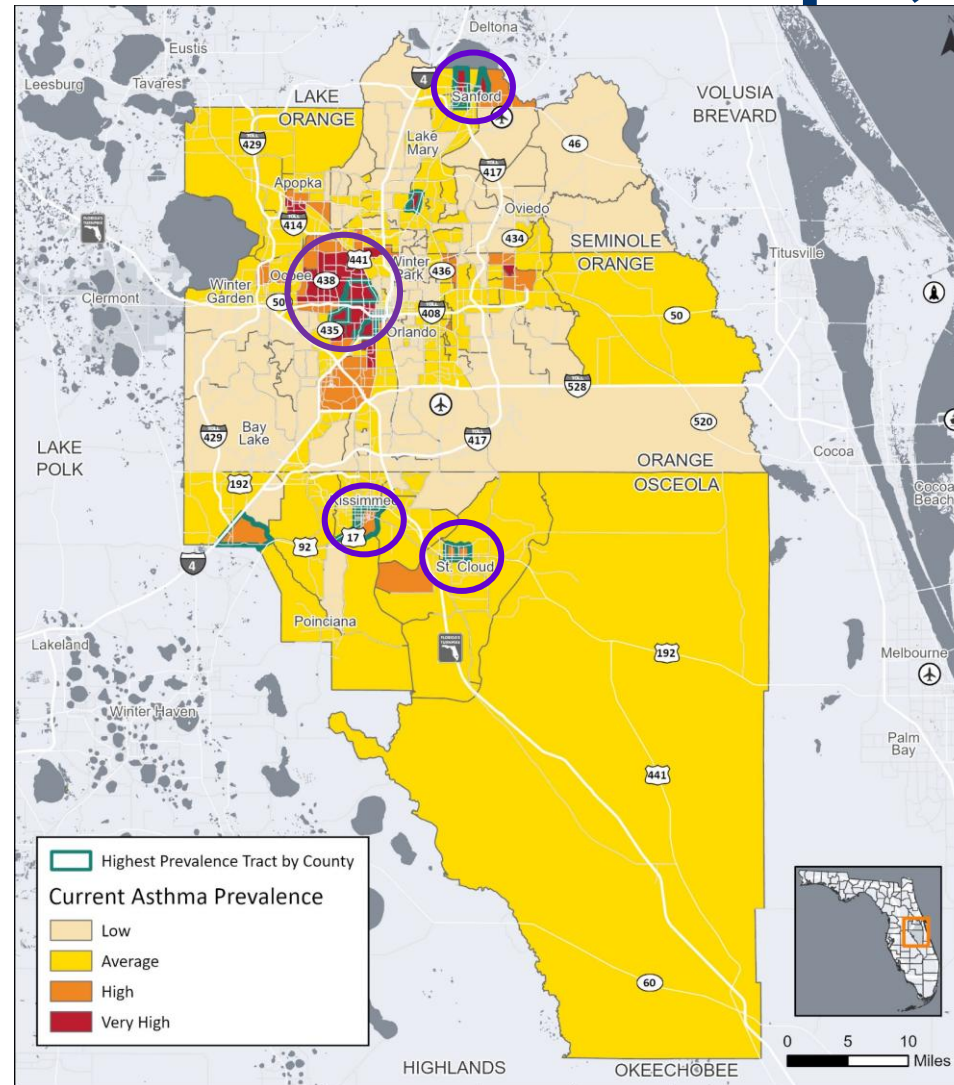 Deltona
Eustis
Leesburg
Tavares
4
Sanford
LAKE
ORANGE
VOLUSIA
BREVARD
429
Lake
Mary
46
417
Apopka
414
Oviedo
434
SEMINOLE
ORANGE
Titusville
441
Winter
Park
436
Ocoee
438
Winter
Garden
50
Clermont
408
50
435
Orlando
528
429
Bay
Lake
417
520
LAKE
POLK
Cocoa
ORANGE
OSCEOLA
192
Kissimmee
Cocoa
Beach
17
92
St. Cloud
4
Poinciana
Lakeland
192
Melbourne
Winter Haven
Palm
Bay
441
Highest Prevalence Tract by County
Current Asthma Prevalence
Low
Average
High
Very High
60
0 5 10
Miles
HIGHLANDS
OKEECHOBEE